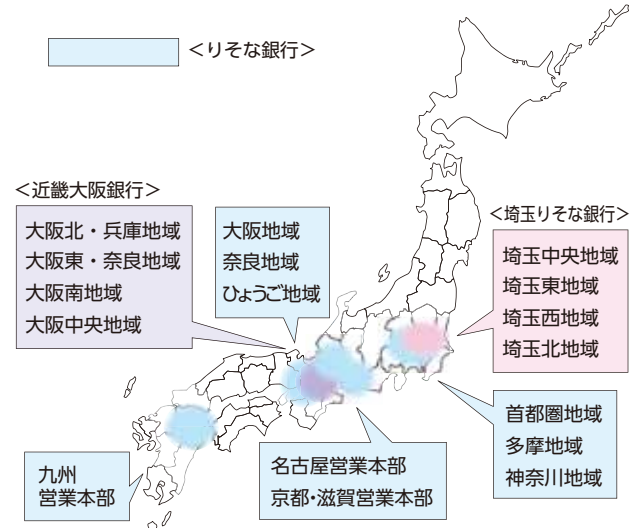 ＜りそな銀行＞
＜近畿大阪銀行＞
大阪北・兵庫地域
大阪東・奈良地域
大阪南地域
大阪中央地域
大阪地域
奈良地域
ひょうご地域
＜埼玉りそな銀行＞
埼玉中央地域
埼玉東地域
埼玉西地域
埼玉北地域
首都圏地域
多摩地域
神奈川地域
名古屋営業本部
京都・滋賀営業本部
九州
営業本部